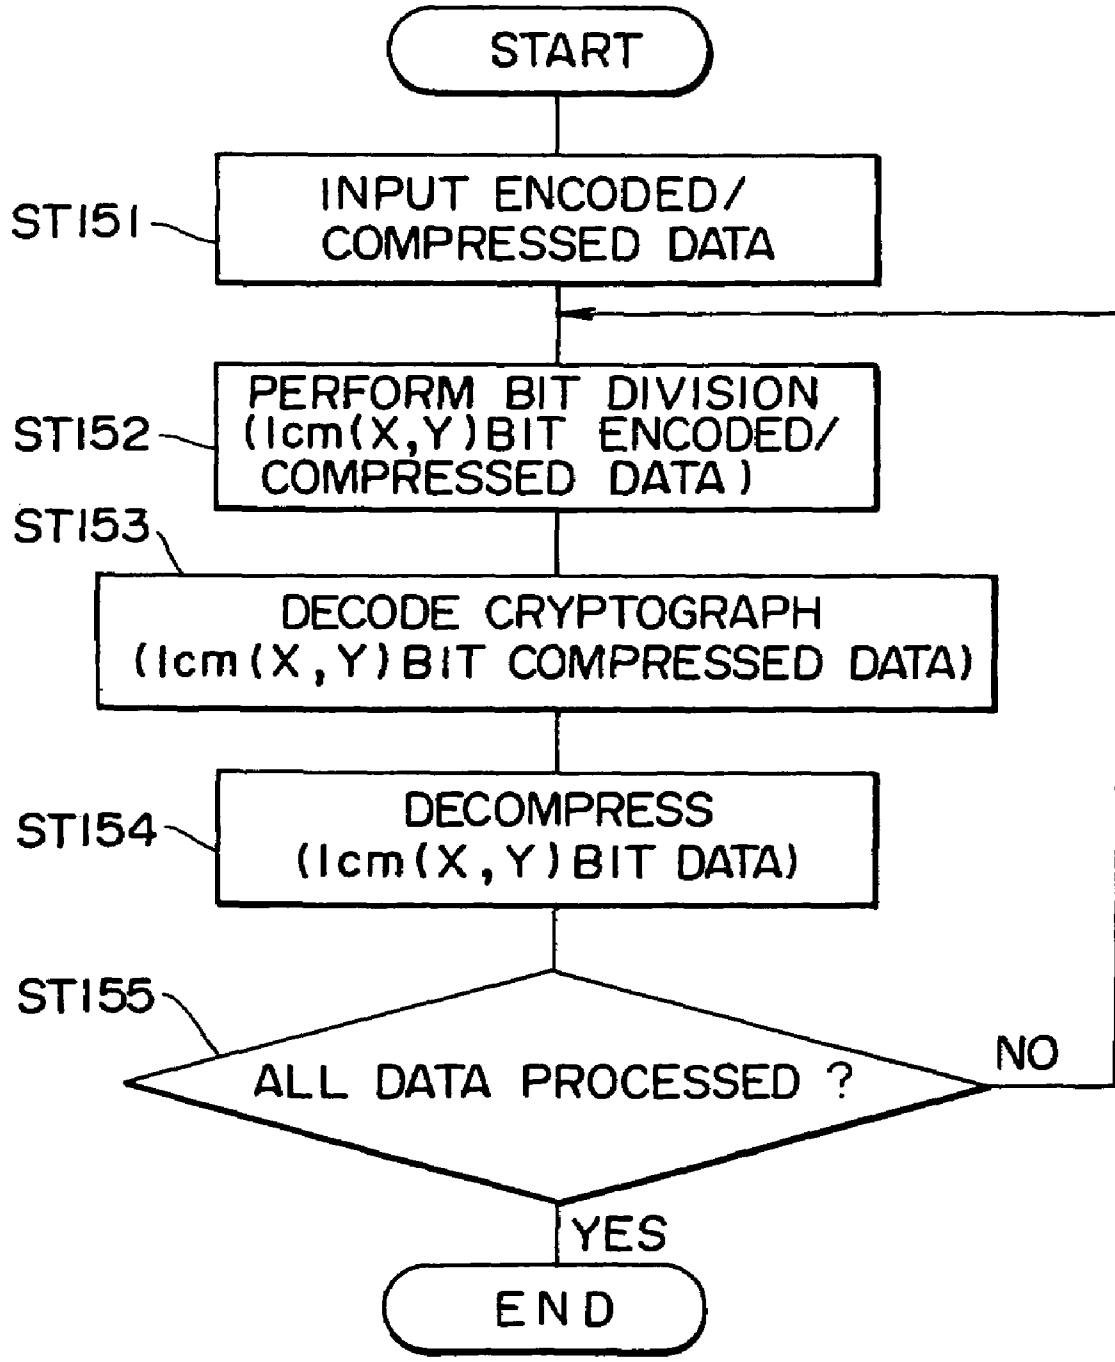 START
ST151
INPUT ENCODED/
COMPRESSED DATA
ST152
PERFORM BIT DIVISION
(lcm(X,Y)BIT ENCODED/
COMPRESSED DATA)
ST153
DECODE CRYPTOGRAPH
(lcm(X,Y)BIT COMPRESSED DATA)
ST154
DECOMPRESS
(lcm(X,Y)BIT DATA)
ST155
ALL DATA PROCESSED ?
NO
YES
END